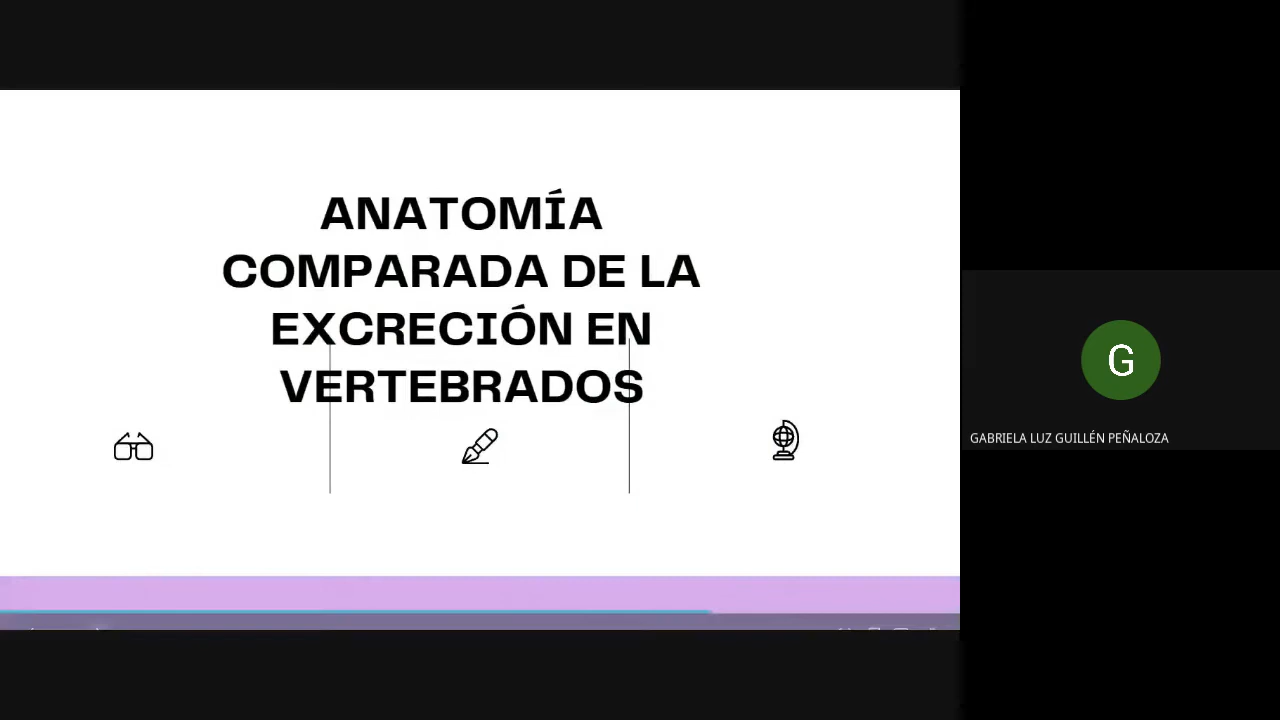 ANATOMÍA
COMPARADA DE LA
EXCRECIÓN EN
VERTEBRADOS
G
GABRIELA LUZ GUILLÉN PEÑALOZA